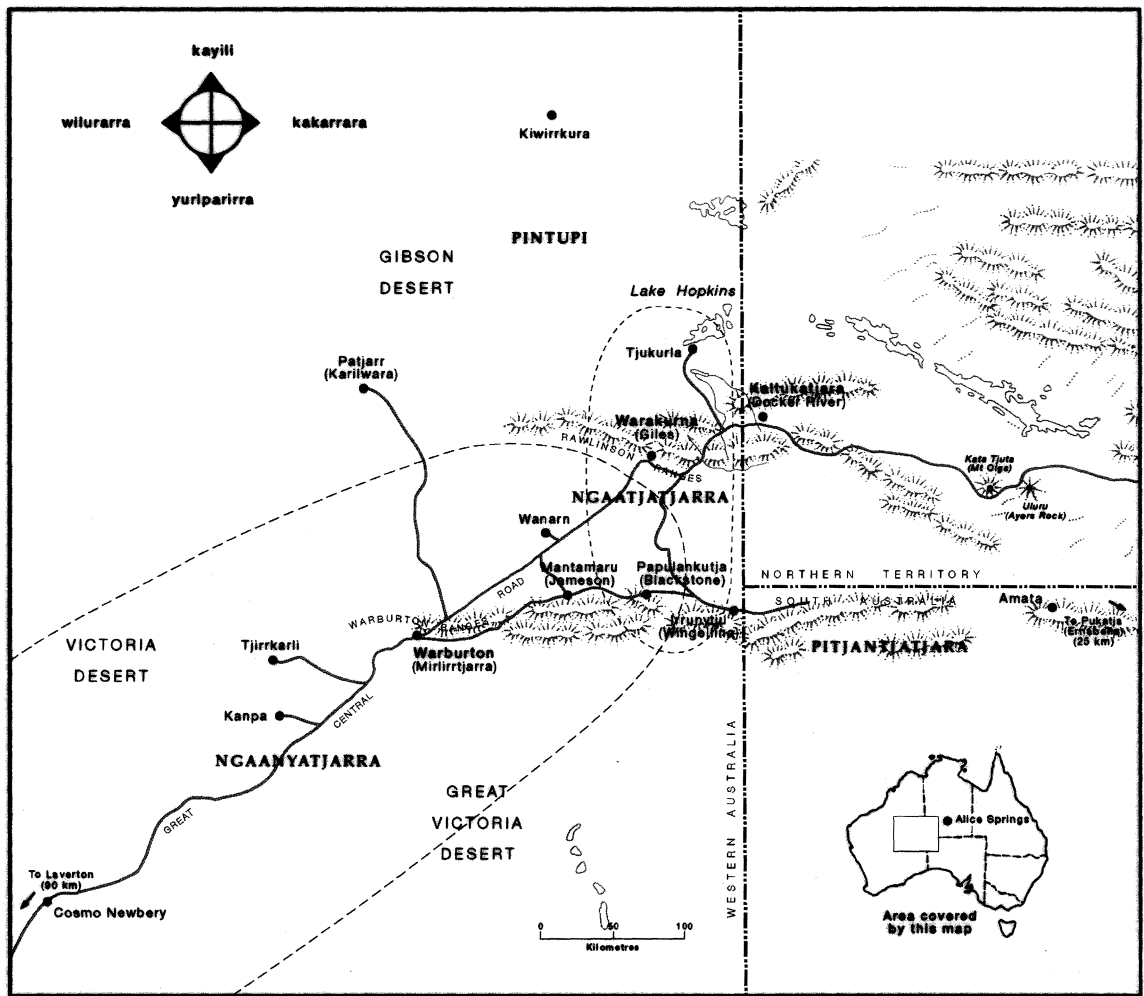 kayili
wilurarra
kakarrara
yurlparirra
Kiwirrkura
PINTUPI
GIBSON
DESERT
Lake Hopkins
Tjukurla
Patjarr
(Karilwara)
Kaltukatjara
(Docker River)
Warakurna
(Giles)
RAWLINSON
RANGES
Kata Tjuta
(Mt Olga)
NGAATJATJARRA
Uluru
(Ayers Rock)
Wanarn
Mantamaru
(Jameson)
Papulankutja
(Blackstone)
NORTHERN TERRITORY
SOUTH AUSTRALIA
ROAD
Amata
WARBURTON RANGES
Irrunytju
(Wingellina)
To Pukatja
(Ernabella)
(25 km)
VICTORIA
DESERT
Tjirrkarli
Warburton
(Mirlirrtjarra)
PITJANTJATJARA
Kanpa
CENTRAL
NGAANYATJARRA
WESTERN AUSTRALIA
GREAT
VICTORIA
DESERT
GREAT
Alice Springs
To Laverton
(90 km)
Cosmo Newbery
0 50 100
Kilometres
Area covered
by this map